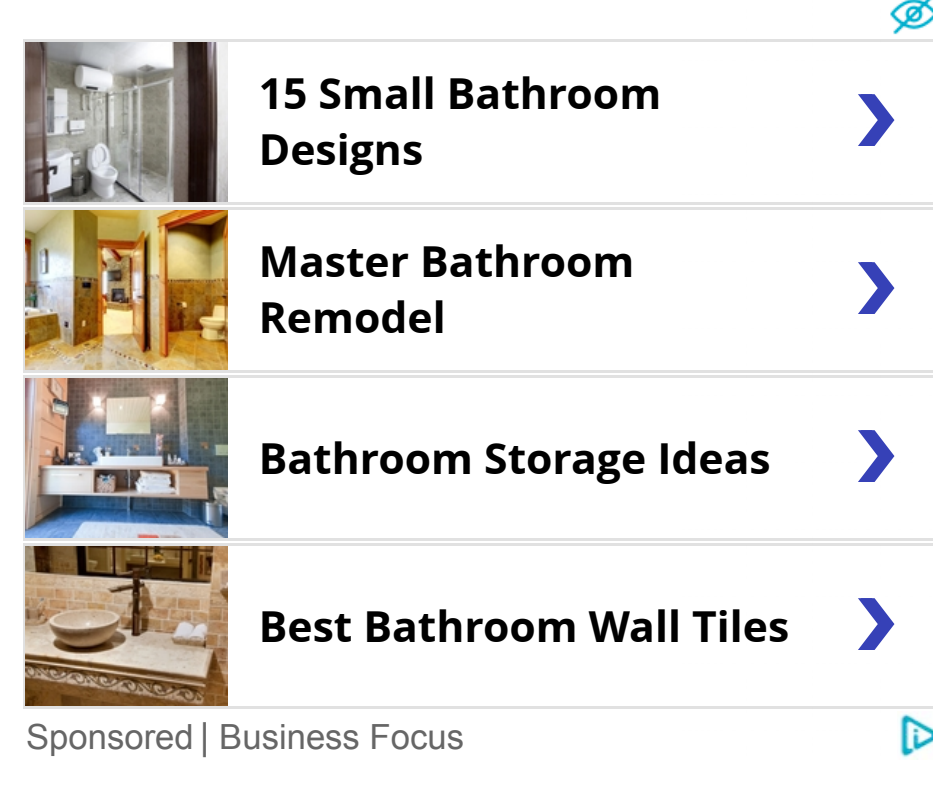 15 Small Bathroom
Designs
Master Bathroom
Remodel
Bathroom Storage Ideas
Best Bathroom Wall Tiles
Sponsored | Business Focus